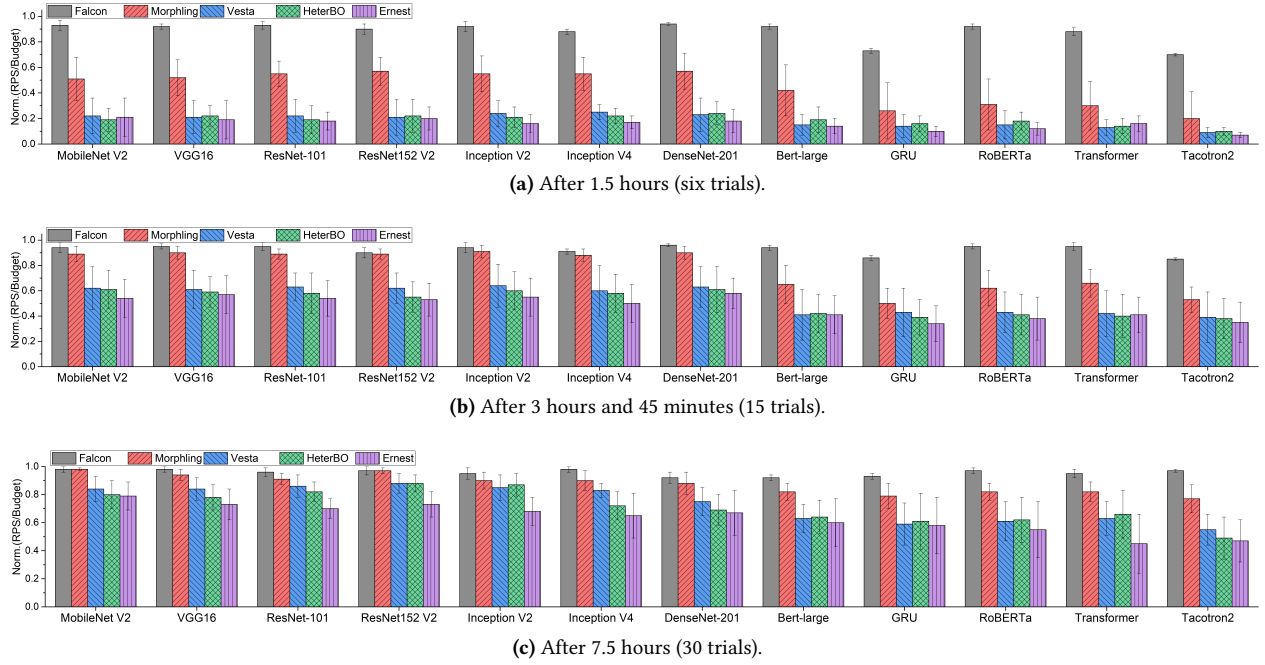 Falcon Morphling Vesta HeterBO Ernest
Norm.(RPS/Budget)
1.0
0.8
0.6
0.4
0.2
0.0
MobileNet V2 VGG16 ResNet-101 ResNet152 V2 Inception V2 Inception V4 DenseNet-201 Bert-large GRU RoBERTa Transformer Tacotron2
(a) After 1.5 hours (six trials).
Falcon Morphling Vesta HeterBO Ernest
Norm.(RPS/Budget)
1.0
0.8
0.6
0.4
0.2
0.0
MobileNet V2 VGG16 ResNet-101 ResNet152 V2 Inception V2 Inception V4 DenseNet-201 Bert-large GRU RoBERTa Transformer Tacotron2
(b) After 3 hours and 45 minutes (15 trials).
Falcon Morphling Vesta HeterBO Ernest
Norm.(RPS/Budget)
1.0
0.8
0.6
0.4
0.2
0.0
MobileNet V2 VGG16 ResNet-101 ResNet152 V2 Inception V2 Inception V4 DenseNet-201 Bert-large GRU RoBERTa Transformer Tacotron2
(c) After 7.5 hours (30 trials).